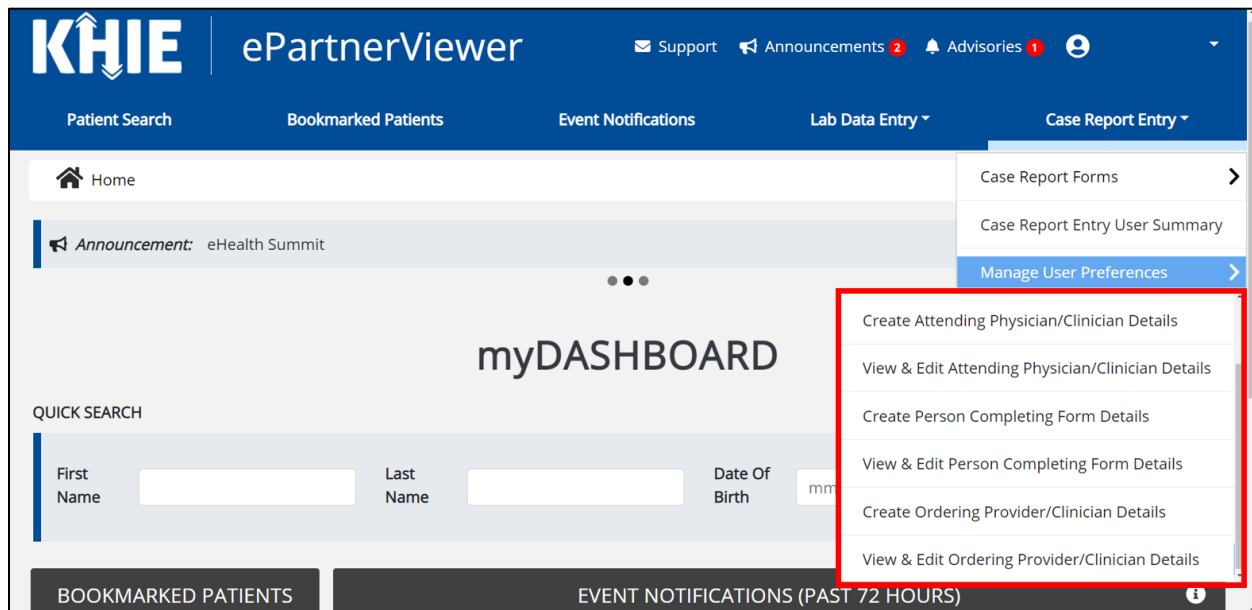 KHIE ePartnerViewer Support Announcements 2 Advisories 1
Patient Search Bookmarked Patients Event Notifications Lab Data Entry Case Report Entry
Home
Case Report Forms
Case Report Entry User Summary
Announcement: eHealth Summit
Manage User Preferences
Create Attending Physician/Clinician Details
View & Edit Attending Physician/Clinician Details
Create Person Completing Form Details
View & Edit Person Completing Form Details
Create Ordering Provider/Clinician Details
View & Edit Ordering Provider/Clinician Details
myDASHBOARD
QUICK SEARCH
First Name
Last Name
Date Of Birth
mm
BOOKMARKED PATIENTS
EVENT NOTIFICATIONS (PAST 72 HOURS)